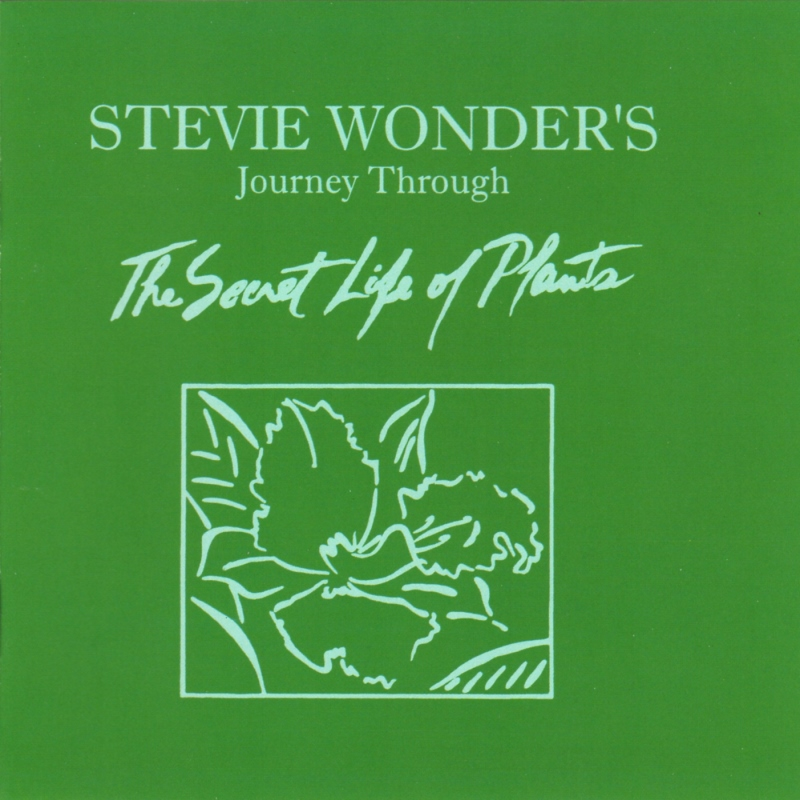 STEVIE WONDER'S
Journey Through
The Secret Life of Plants